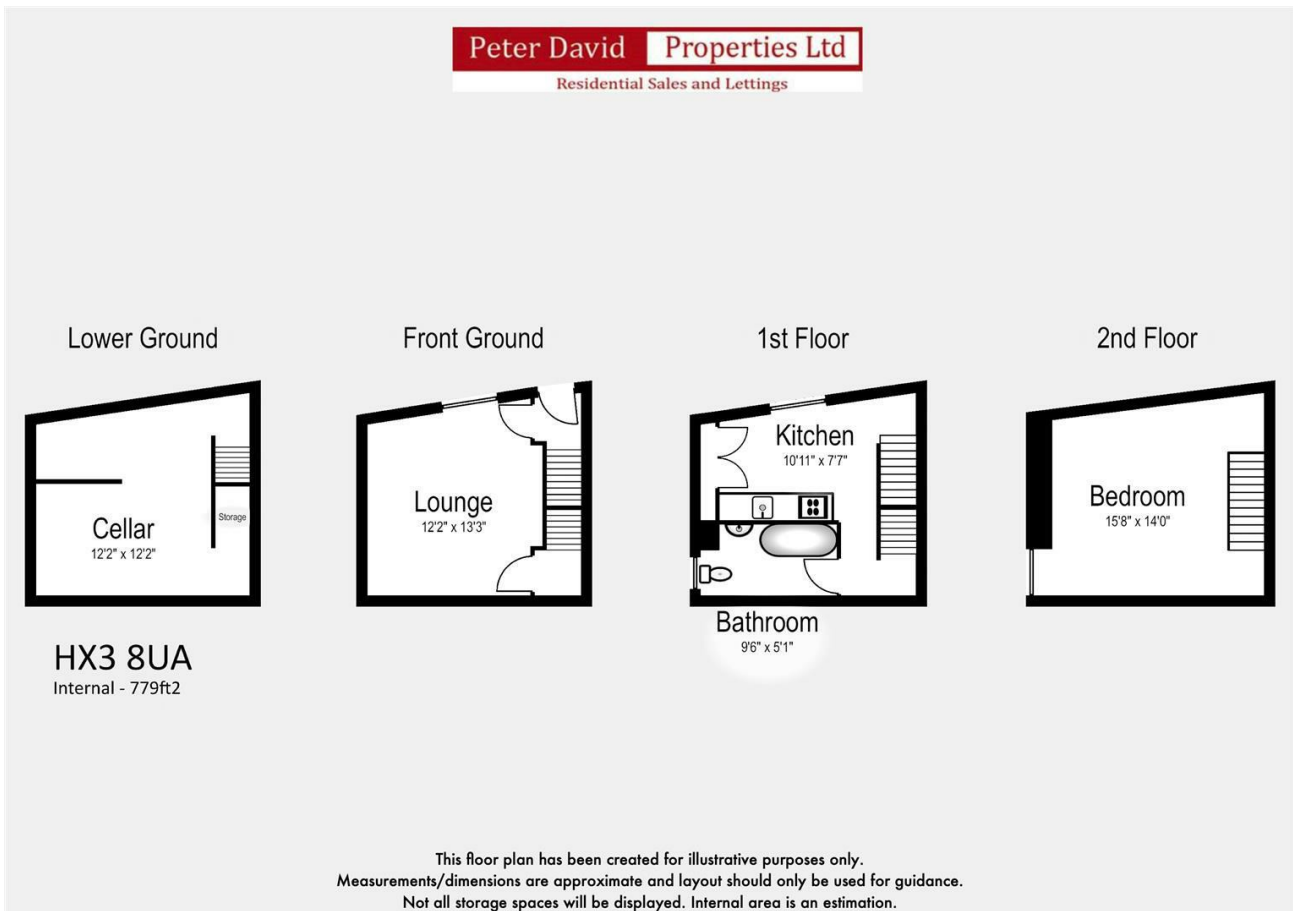 Peter David Properties Ltd
Residential Sales and Lettings
Lower Ground
Front Ground
1st Floor
2nd Floor
Cellar
12'2" x 12'2"
Storage
Lounge
12'2" x 13'3"
Kitchen
10'11" x 7'7"
Bathroom
9'6" x 5'1"
Bedroom
15'8" x 14'0"
HX3 8UA
Internal - 779ft2
This floor plan has been created for illustrative purposes only.
Measurements/dimensions are approximate and layout should only be used for guidance.
Not all storage spaces will be displayed. Internal area is an estimation.